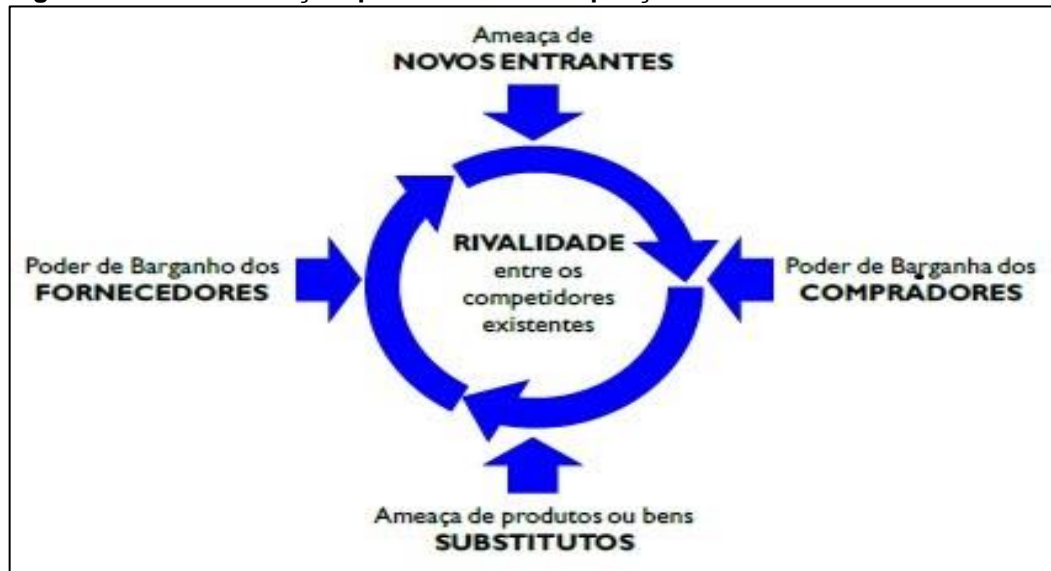 Ameaça de
NOVOS ENTRANTES
RIVALIDADE
entre os
competidores
existentes
Poder de Barganho dos
FORNECEDORES
Poder de Barganha dos
COMPRADORES
Ameaça de produtos ou bens
SUBSTITUTOS